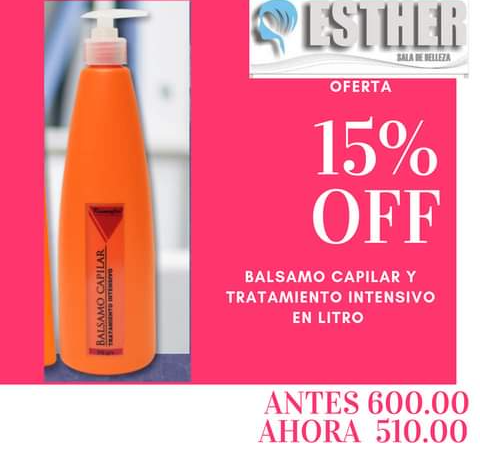 ESTHER
SALA DE BELLEZA
OFERTA
15%
OFF
BALSAMO CAPILAR Y
TRATAMIENTO INTENSIVO
EN LITRO
BALSAMO CAPILAR
TRATAMIENTO INTENSIVO
ANTES 600.00
AHORA 510.00